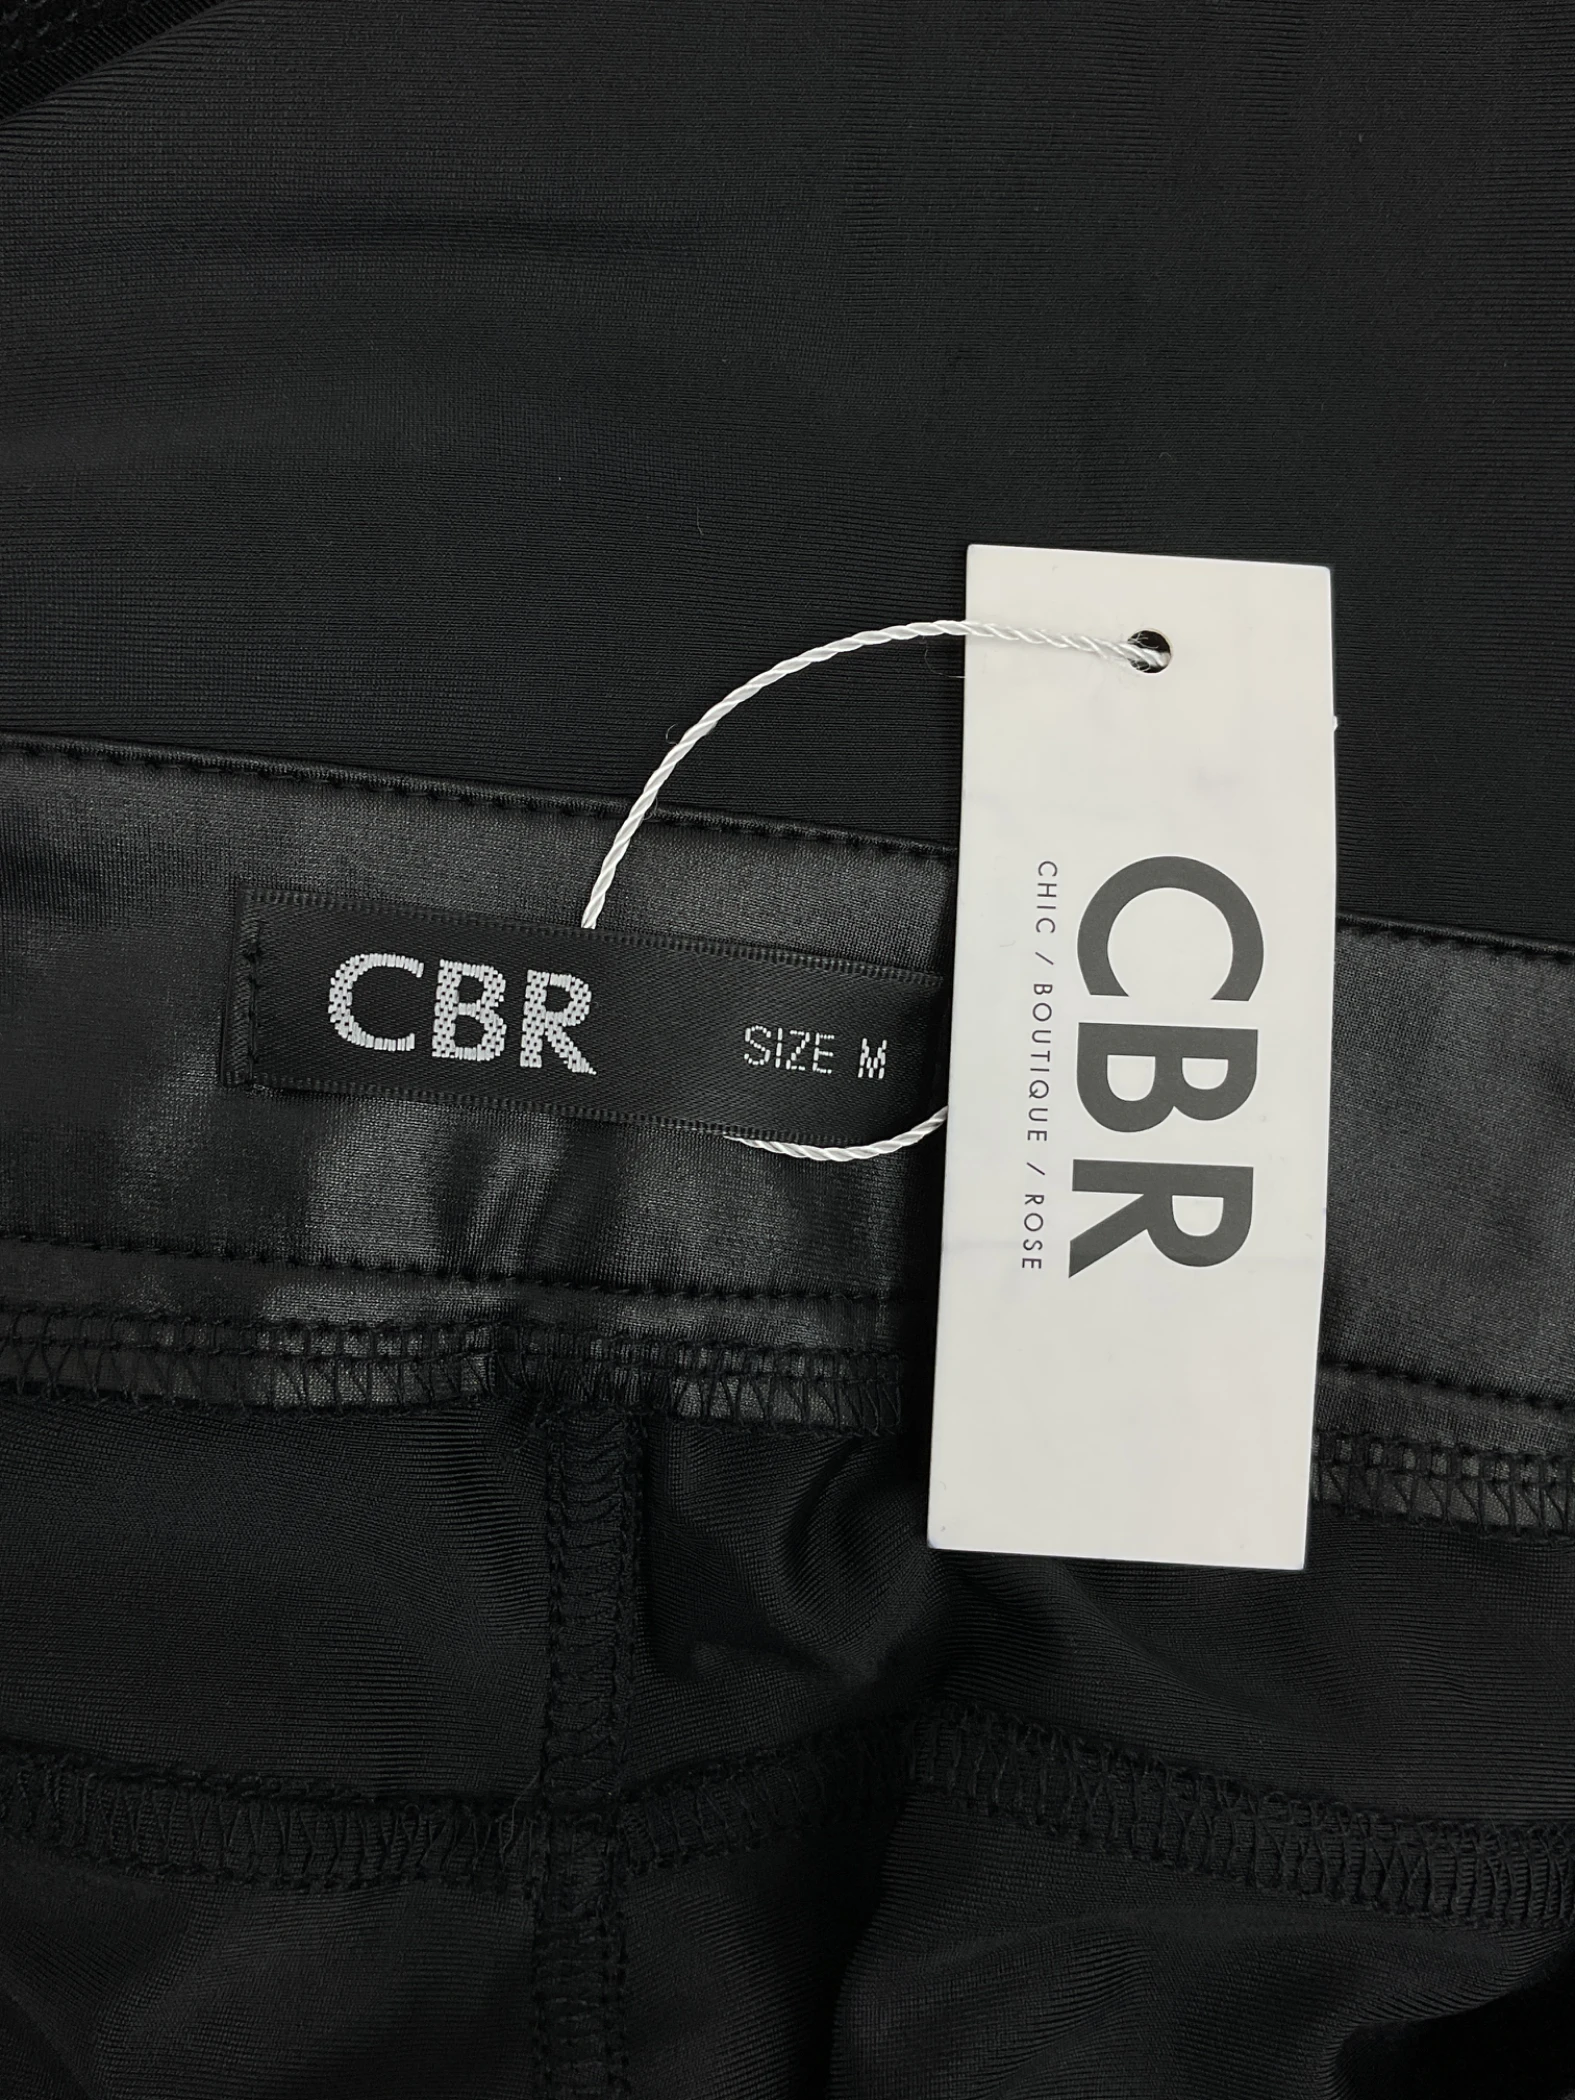 CBR
SIZE M
CBR
CHIC / BOUTIQUE / ROSE